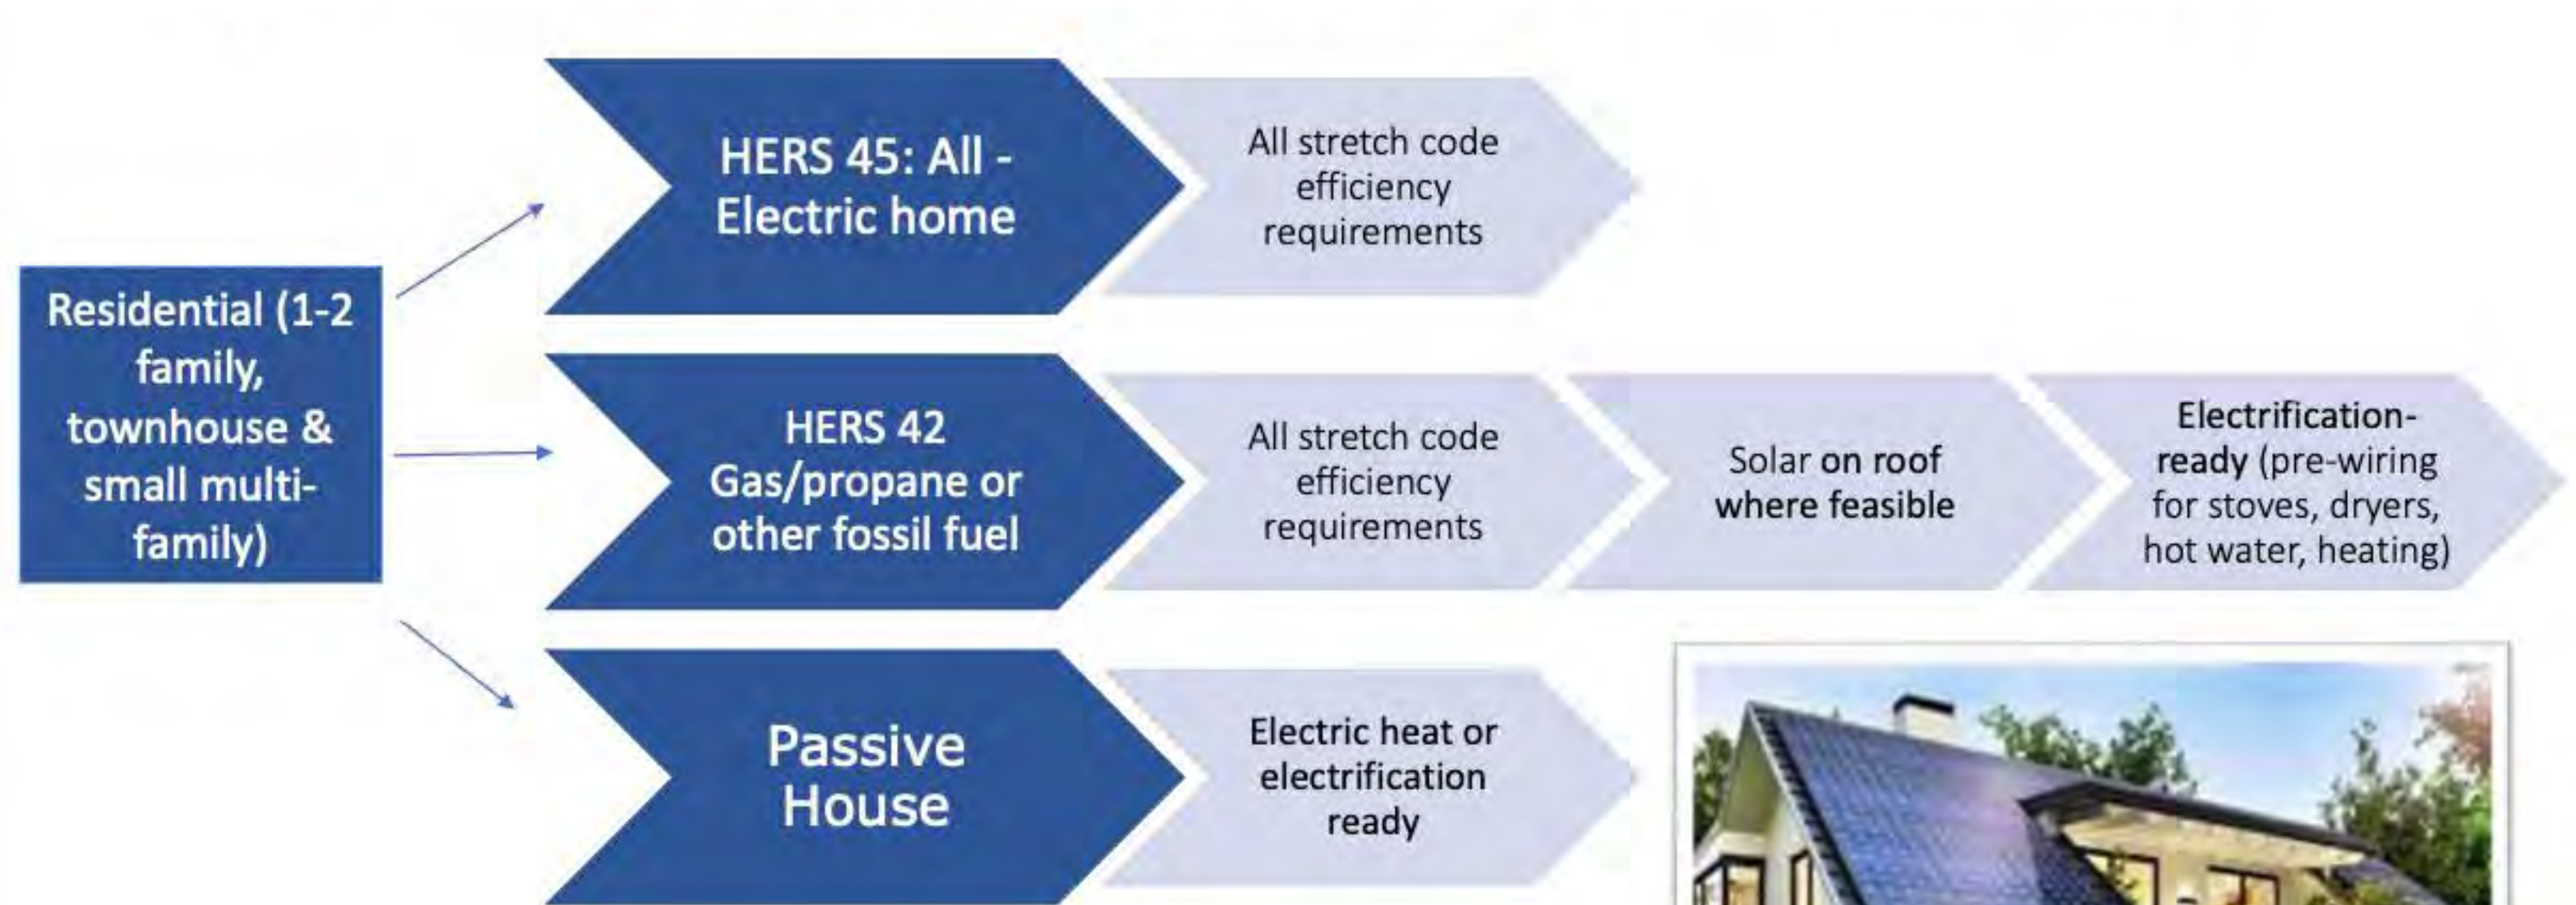 Residential (1-2
family,
townhouse &
small multi-
family)
HERS 45: All -
Electric home
All stretch code
efficiency
requirements
HERS 42
Gas/propane or
other fossil fuel
All stretch code
efficiency
requirements
Solar on roof
where feasible
Electrification-
ready (pre-wiring
for stoves, dryers,
hot water, heating)
Passive
House
Electric heat or
electrification
ready